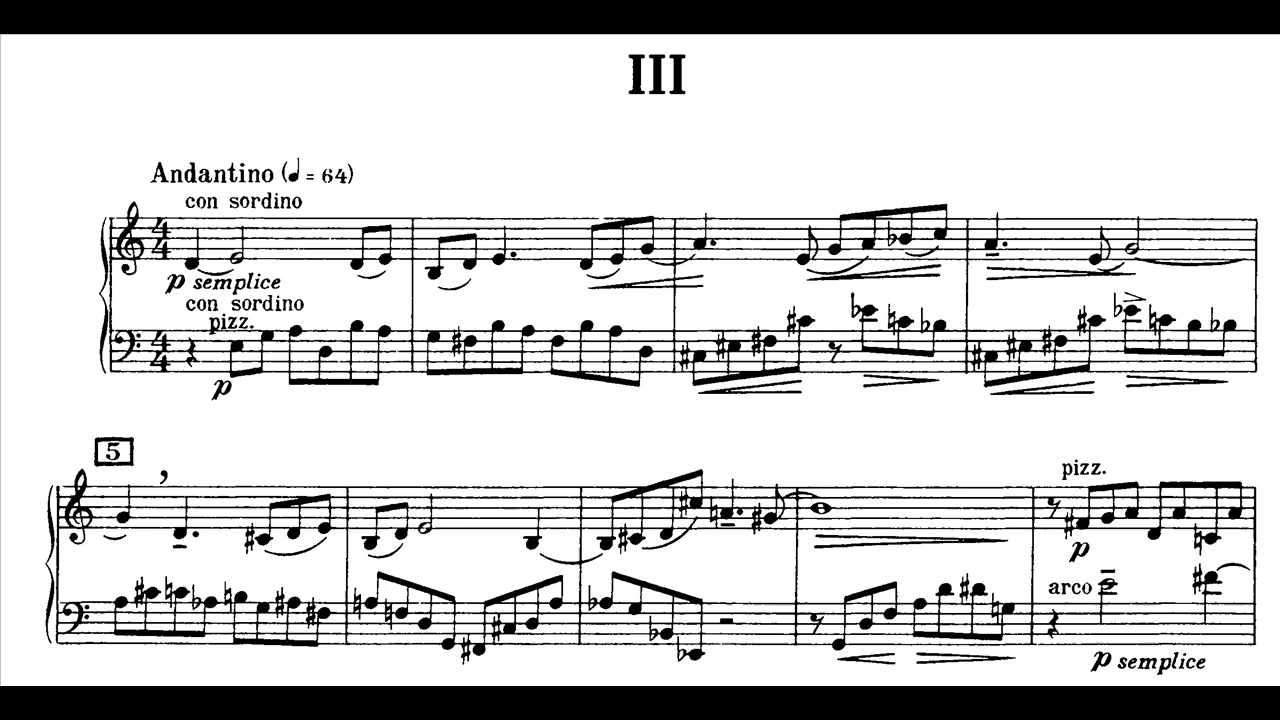 III
Andantino (♩ = 64)
con sordino
p semplice
con sordino
pizz.
p
5
pizz.
p
arco
p semplice